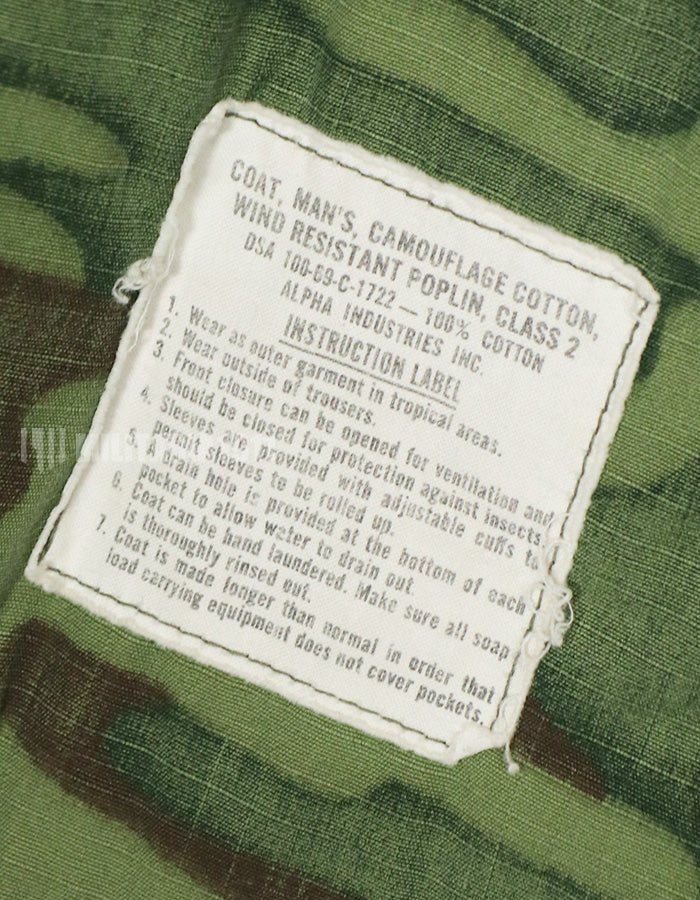 COAT, MAN'S, CAMOUFLAGE COTTON,
WIND RESISTANT POPLIN, CLASS 2
DSA 100-69-C-1722 — 100% COTTON
ALPHA INDUSTRIES INC.
INSTRUCTION LABEL
1. Wear as outer garment in tropical areas.
2. Wear outside of trousers.
3. Front closure can be opened for ventilation and
should be closed for protection against insects.
4. Sleeves are provided with adjustable cuffs to
permit sleeves to be rolled up.
5. A drain hole is provided at the bottom of each
pocket to allow water to drain out.
6. Coat can be hand laundered. Make sure all soap
is thoroughly rinsed out.
7. Coat is made longer than normal in order that
load carrying equipment does not cover pockets.